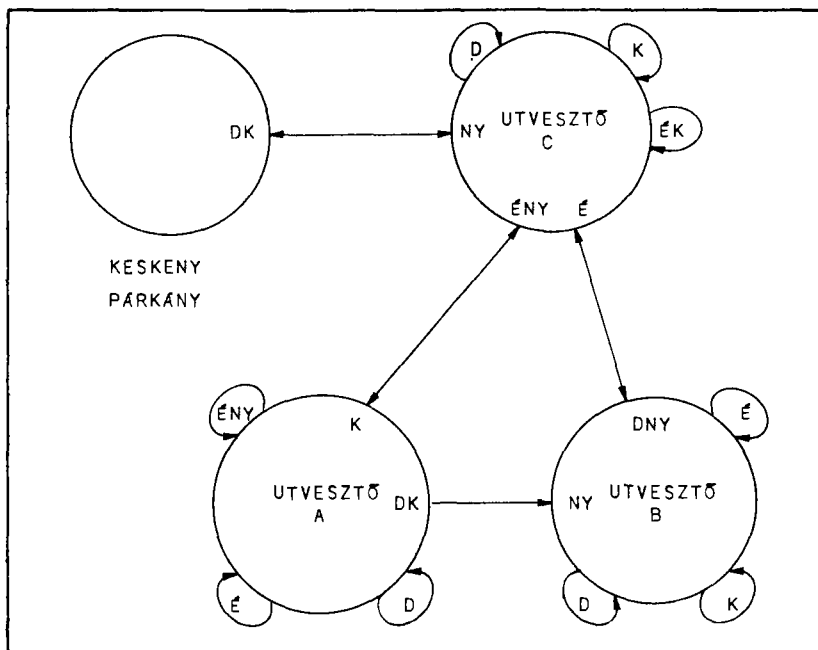 D
K
DK
NY
UTVESZTŐ
C
ÉK
ÉNY
É
KESKENY
PÁRKÁNY
ÉNY
K
UTVESZTŐ
A
DK
É
D
DNY
É
NY
UTVESZTŐ
B
D
K